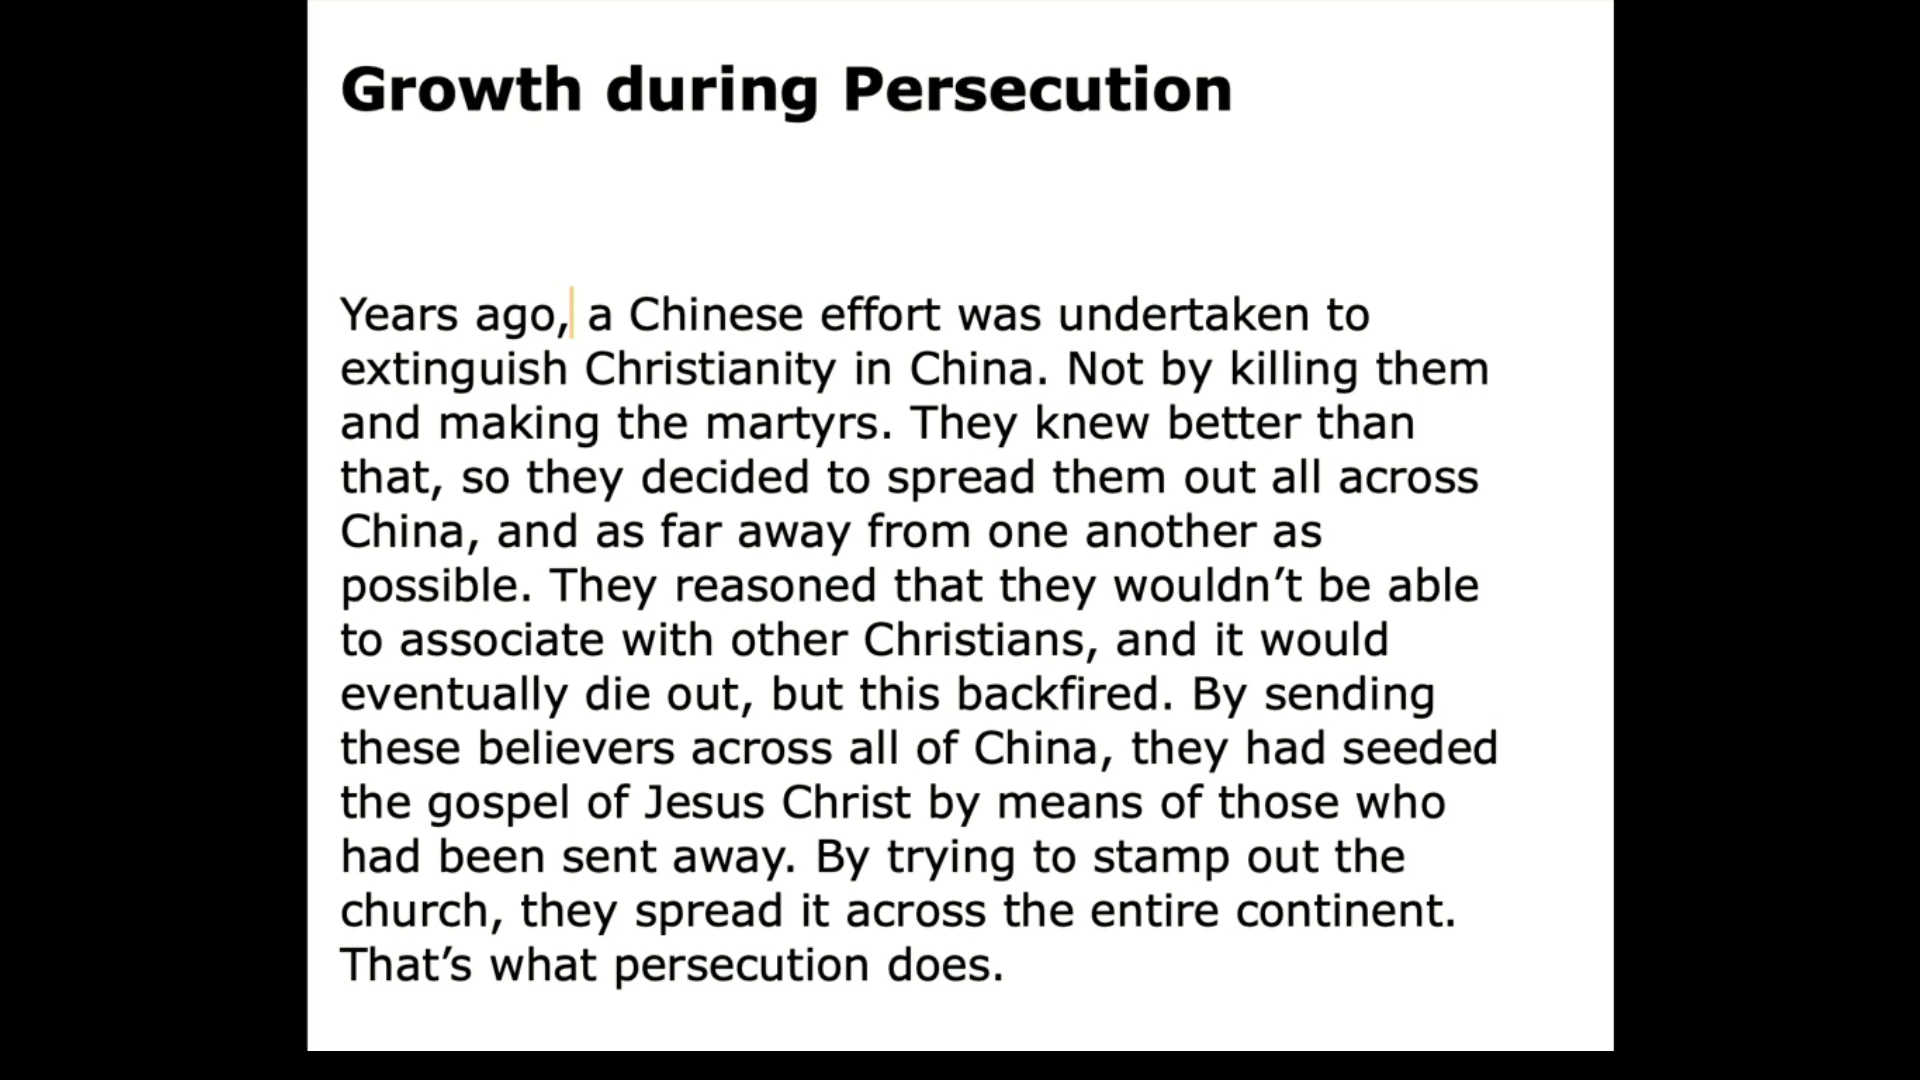 Growth during Persecution
Years ago, a Chinese effort was undertaken to
extinguish Christianity in China. Not by killing them
and making the martyrs. They knew better than
that, so they decided to spread them out all across
China, and as far away from one another as
possible. They reasoned that they wouldn’t be able
to associate with other Christians, and it would
eventually die out, but this backfired. By sending
these believers across all of China, they had seeded
the gospel of Jesus Christ by means of those who
had been sent away. By trying to stamp out the
church, they spread it across the entire continent.
That’s what persecution does.